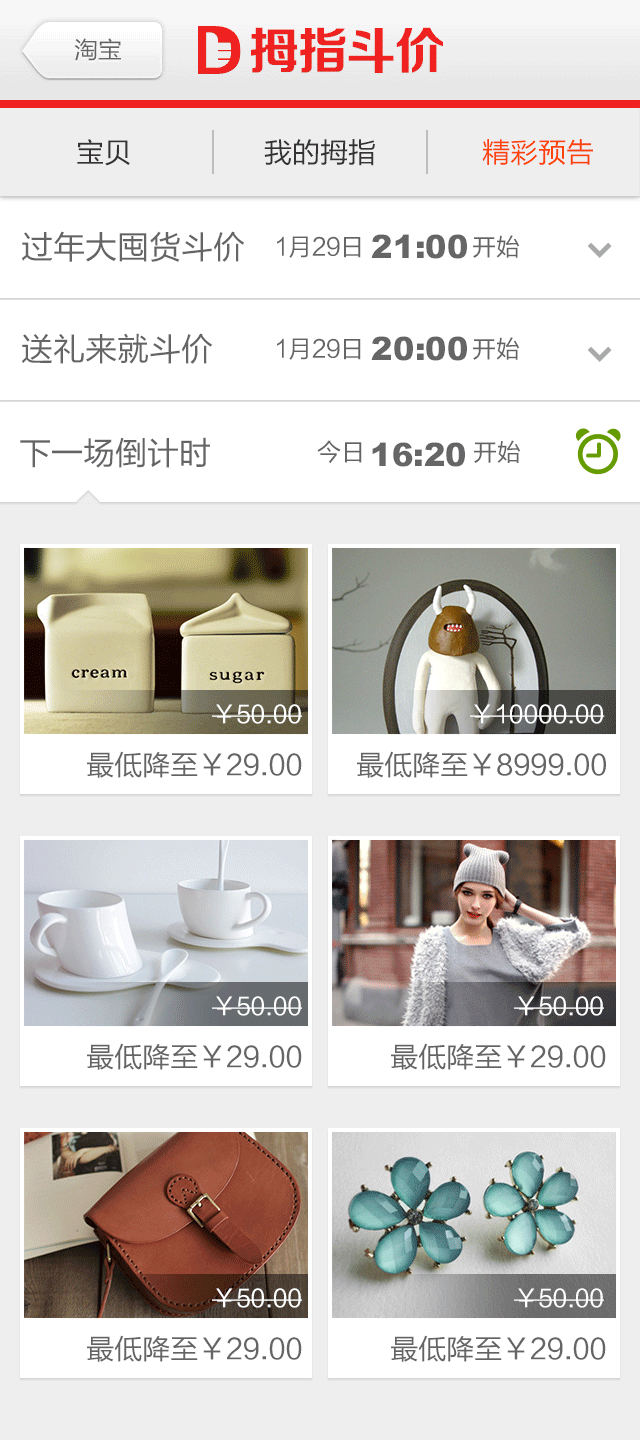 淘宝
拇指斗价
宝贝 我的拇指 精彩预告
过年大囤货斗价 1月29日 21:00 开始
送礼来就斗价 1月29日 20:00 开始
下一场倒计时 今日 16:20 开始
cream sugar
￥50.00 ￥10000.00
最低降至￥29.00 最低降至￥8999.00
￥50.00 ￥50.00
最低降至￥29.00 最低降至￥29.00
￥50.00 ￥50.00
最低降至￥29.00 最低降至￥29.00